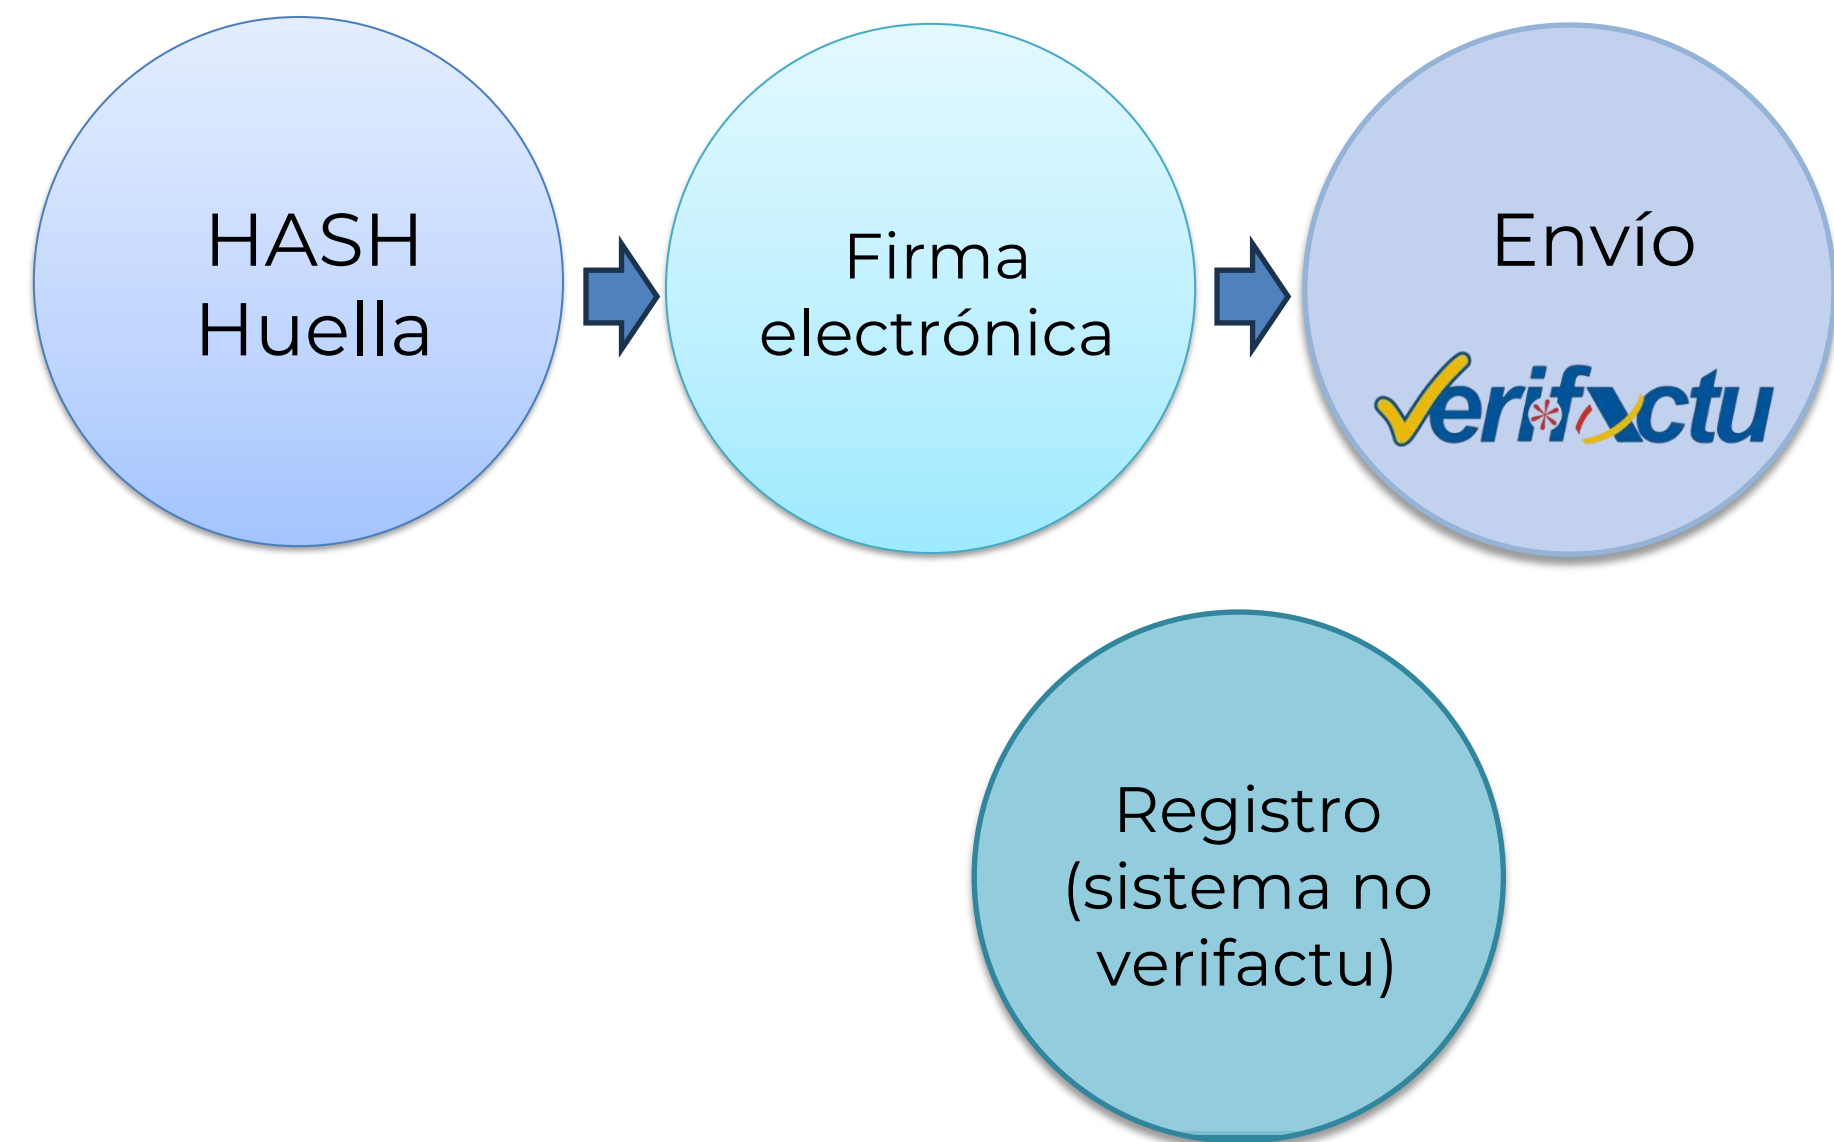 HASH
Huella
Firma
electrónica
Envío
Verifactu
Registro
(sistema no
verifactu)